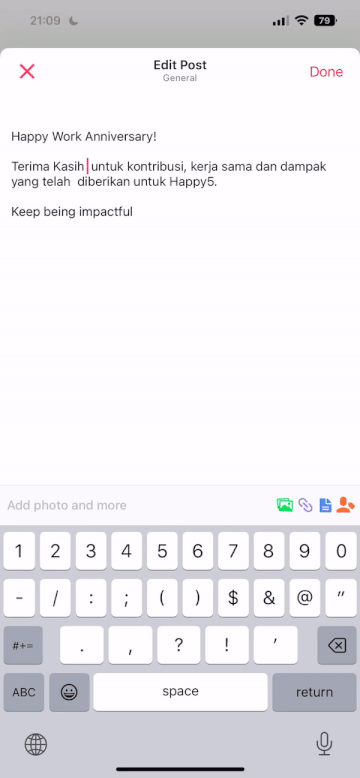 21:09
79
Edit Post
General
Done
Happy Work Anniversary!
Terima Kasih untuk kontribusi, kerja sama dan dampak
yang telah  diberikan untuk Happy5.
Keep being impactful
Add photo and more
1 2 3 4 5 6 7 8 9 0
- / : ; ( ) $ & @ "
#+= . , ? ! '
ABC space return